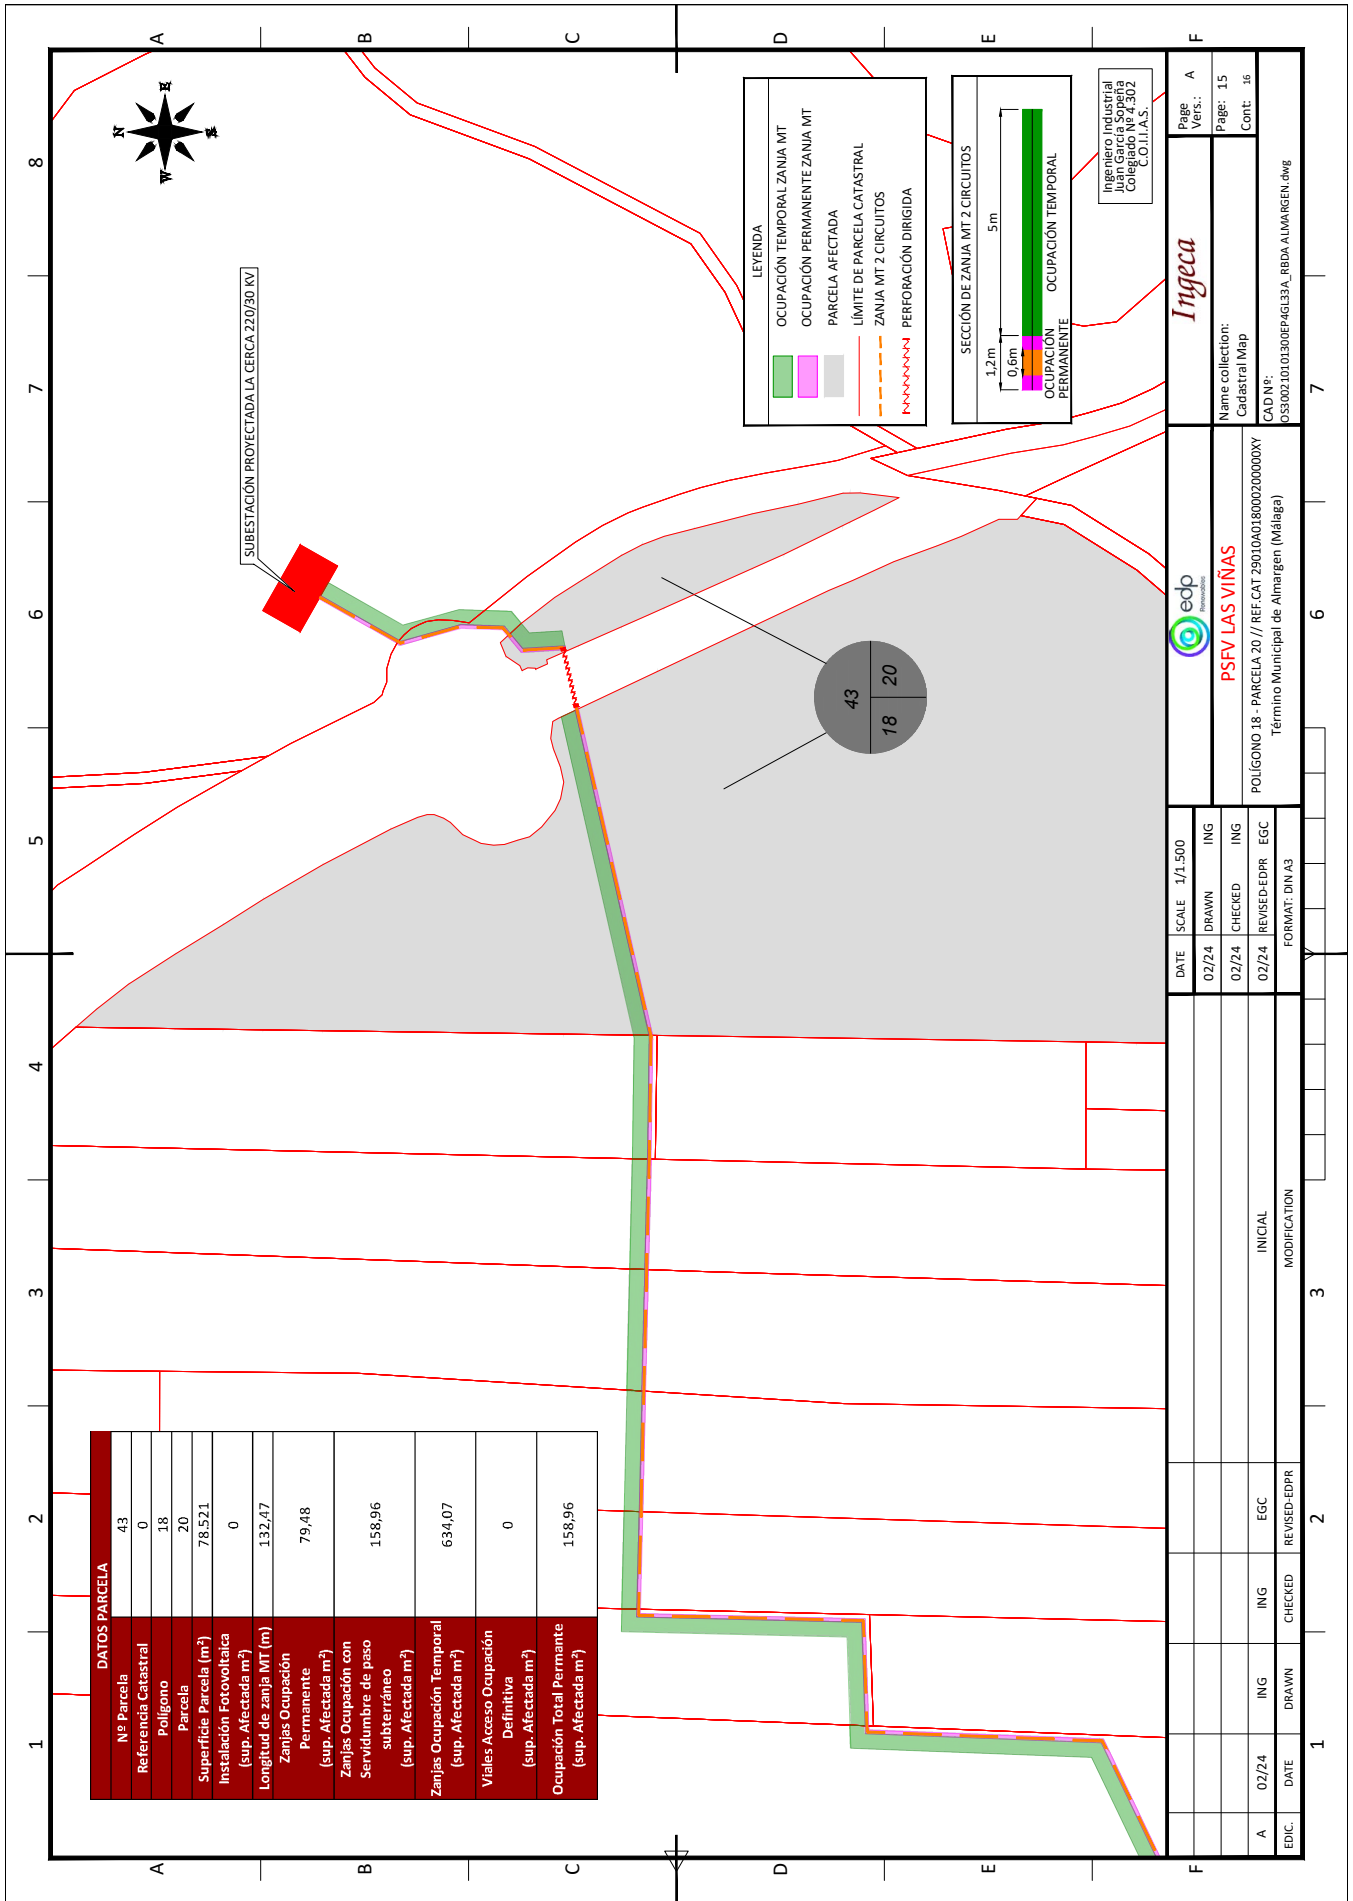 8
7
6
5
4
3
2
1
A
B
C
D
E
F
N
E
S
W
SUBESTACIÓN PROYECTADA LA CERCA 220/30 KV
DATOS PARCELA
Nº Parcela 43
Referencia Catastral 0
Polígono 18
Parcela 20
Superficie Parcela (m²) 78.521
Instalación Fotovoltaica
(sup. Afectada m²) 0
Longitud de zanja MT (m) 132,47
Zanjas Ocupación
Permanente
(sup. Afectada m²) 79,48
Zanjas Ocupación con
Servidumbre de paso
subterráneo
(sup. Afectada m²) 158,96
Zanjas Ocupación Temporal
(sup. Afectada m²) 634,07
Viales Acceso Ocupación
Definitiva
(sup. Afectada m²) 0
Ocupación Total Permante
(sup. Afectada m²) 158,96
43
18 20
LEYENDA
OCUPACIÓN TEMPORAL ZANJA MT
OCUPACIÓN PERMANENTE ZANJA MT
PARCELA AFECTADA
LÍMITE DE PARCELA CATASTRAL
ZANJA MT 2 CIRCUITOS
PERFORACIÓN DIRIGIDA
SECCIÓN DE ZANJA MT 2 CIRCUITOS
1,2m
5m
0,6m
OCUPACIÓN
PERMANENTE
OCUPACIÓN TEMPORAL
Ingeniero Industrial
Juan García Sopeña
Colegiado Nº 4.302
C.O.I.I.A.S.
A 02/24 ING ING EGC INICIAL
EDIC. DATE DRAWN CHECKED REVISED-EDPR MODIFICATION
DATE SCALE 1/1.500
02/24 DRAWN ING
02/24 CHECKED ING
02/24 REVISED-EDPR EGC
FORMAT: DIN A3
edp
Renewables
PSFV LAS VIÑAS
POLÍGONO 18 - PARCELA 20 // REF.CAT 29010A018000200000XY
Término Municipal de Almargen (Málaga)
Ingeca
Name collection:
Cadastral Map
CAD Nº:
OS300210101300EP4GL33A_RBDA ALMARGEN.dwg
Page
Vers.: A
Page: 15
Cont: 16
A
B
C
D
E
F
1
2
3
4
5
6
7